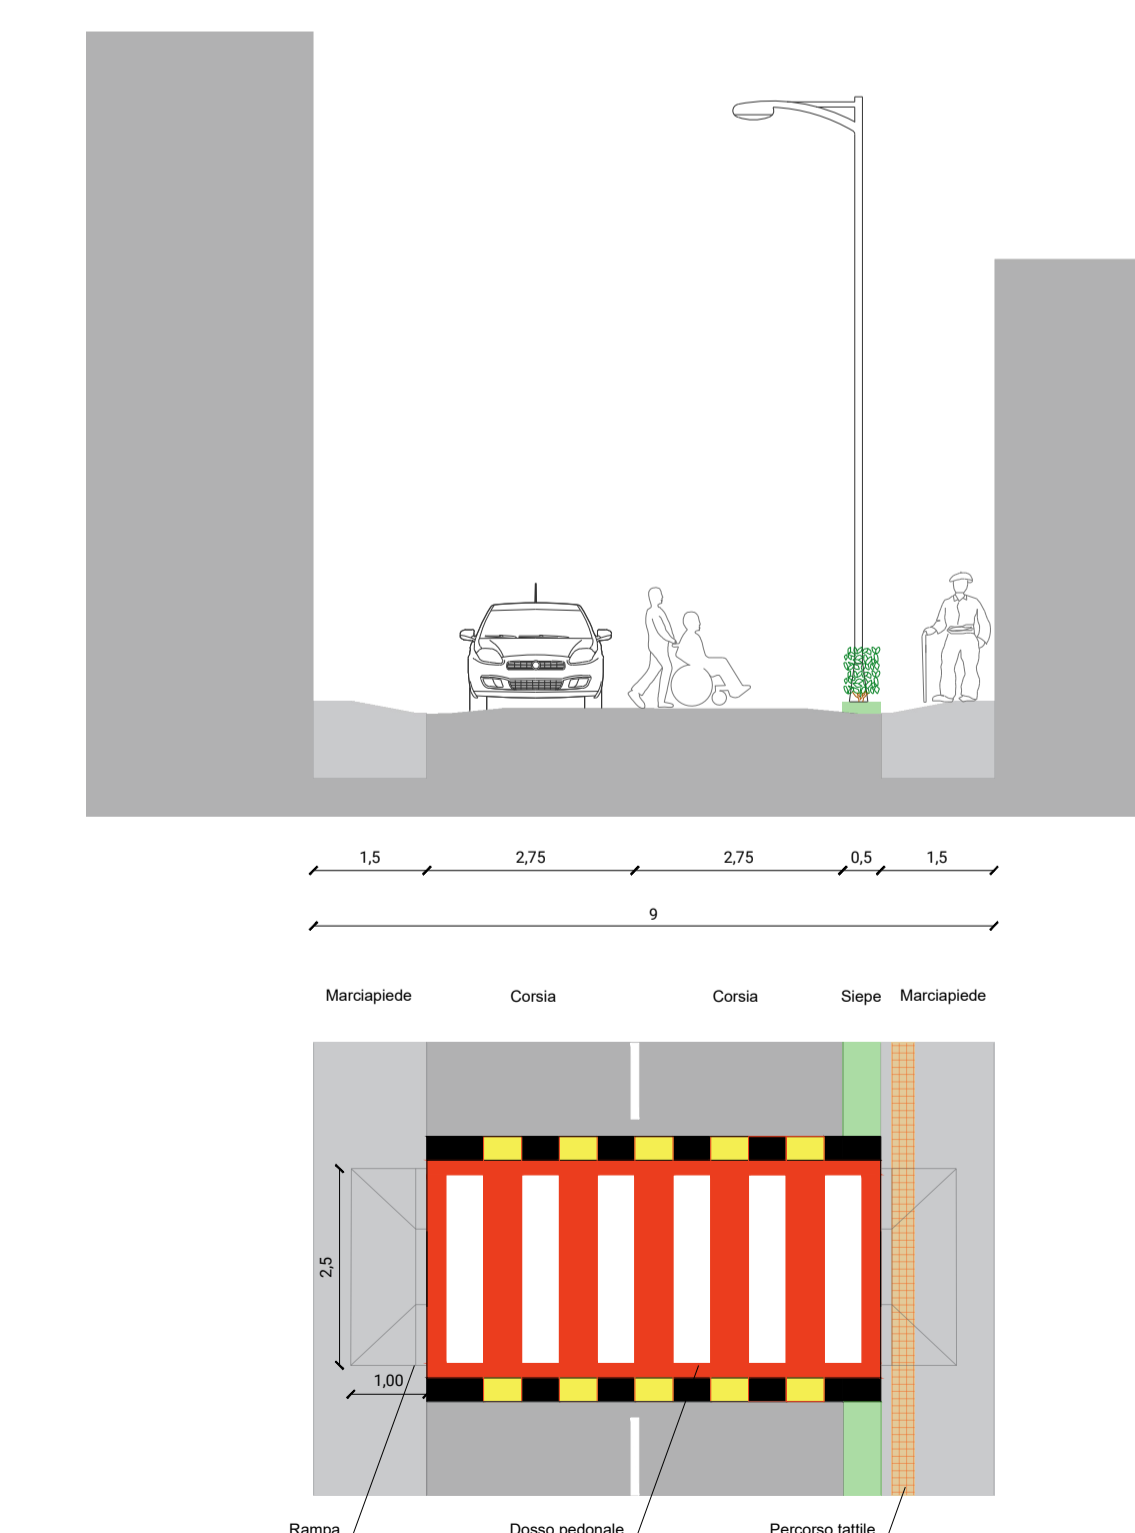 1,5 2,75 2,75 0,5 1,5
9
Marciapiede Corsia Corsia Siepe Marciapiede
2,5
1,00
Rampa Dosso pedonale Percorso tattile